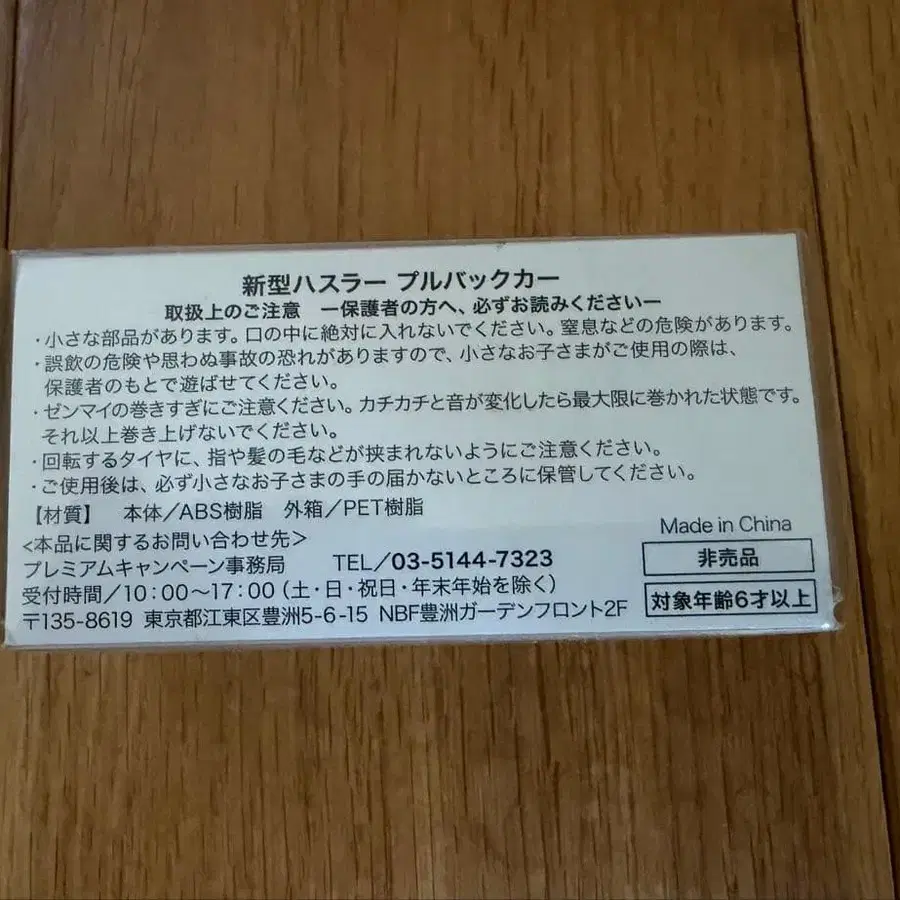 新型ハスラー プルバックカー
取扱上のご注意 ー保護者の方へ、必ずお読みくださいー
・小さな部品があります。口の中に絶対に入れないでください。窒息などの危険があります。
・誤飲の危険や思わぬ事故の恐れがありますので、小さなお子さまがご使用の際は、
保護者のもとで遊ばせてください。
・ゼンマイの巻きすぎにご注意ください。カチカチと音が変化したら最大限に巻かれた状態です。
それ以上巻き上げないでください。
・回転するタイヤに、指や髪の毛などが挟まれないようにご注意ください。
・ご使用後は、必ず小さなお子さまの手の届かないところに保管してください。
【材質】 本体/ABS樹脂 外箱/PET樹脂
Made in China
<本品に関するお問い合わせ先>
プレミアムキャンペーン事務局 TEL/03-5144-7323
非売品
受付時間/10:00〜17:00(土・日・祝日・年末年始を除く)
〒135-8619 東京都江東区豊洲5-6-15 NBF豊洲ガーデンフロント2F
対象年齢6才以上